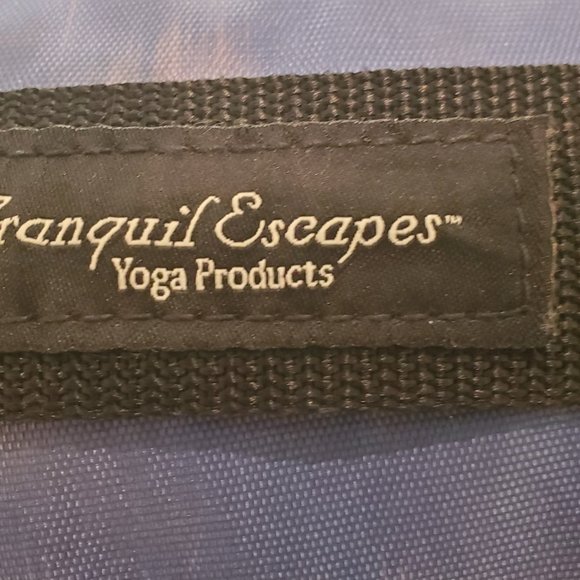 Tranquil Escapes™
Yoga Products